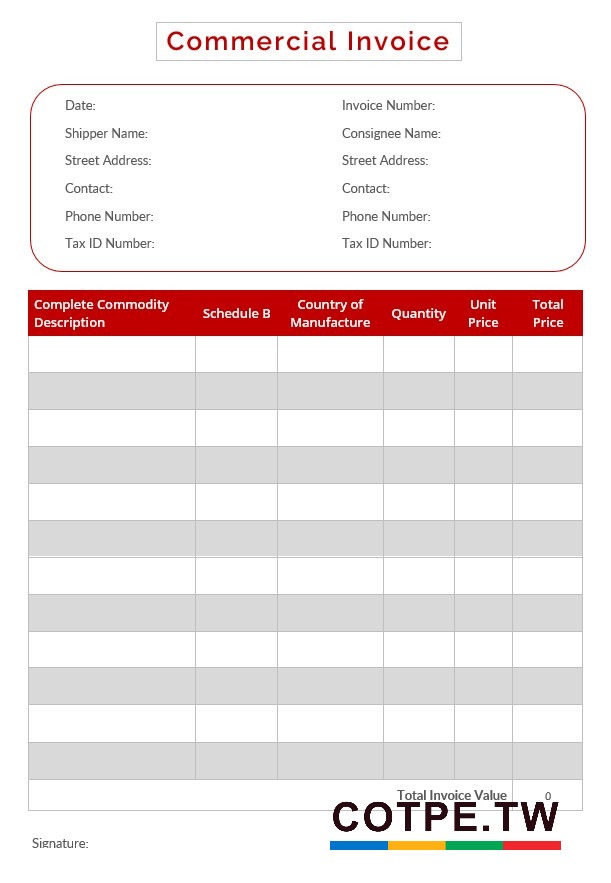 Commercial Invoice
Date:
Invoice Number:
Shipper Name:
Consignee Name:
Street Address:
Street Address:
Contact:
Contact:
Phone Number:
Phone Number:
Tax ID Number:
Tax ID Number:
Complete Commodity Description
Schedule B
Country of Manufacture
Quantity
Unit Price
Total Price
Total Invoice Value
0
COTPE.TW
Signature: